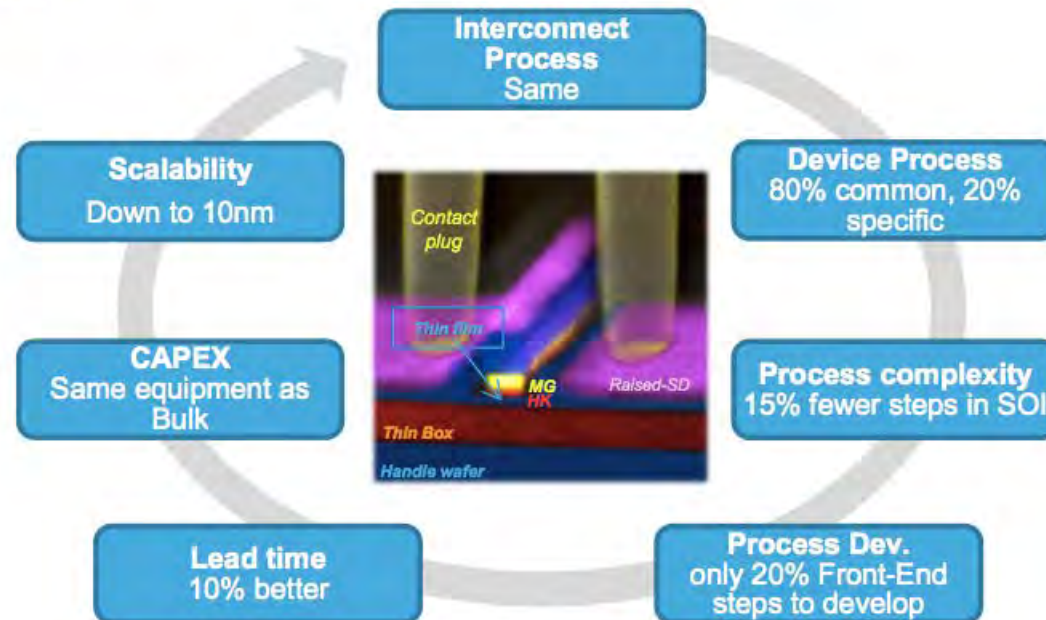 Interconnect
Process
Same
Device Process
80% common, 20%
specific
Process complexity
15% fewer steps in SOI
Process Dev.
only 20% Front-End
steps to develop
Lead time
10% better
CAPEX
Same equipment as
Bulk
Scalability
Down to 10nm
Contact
plug
Thin film
MG
HK
Raised-SD
Thin Box
Handle wafer